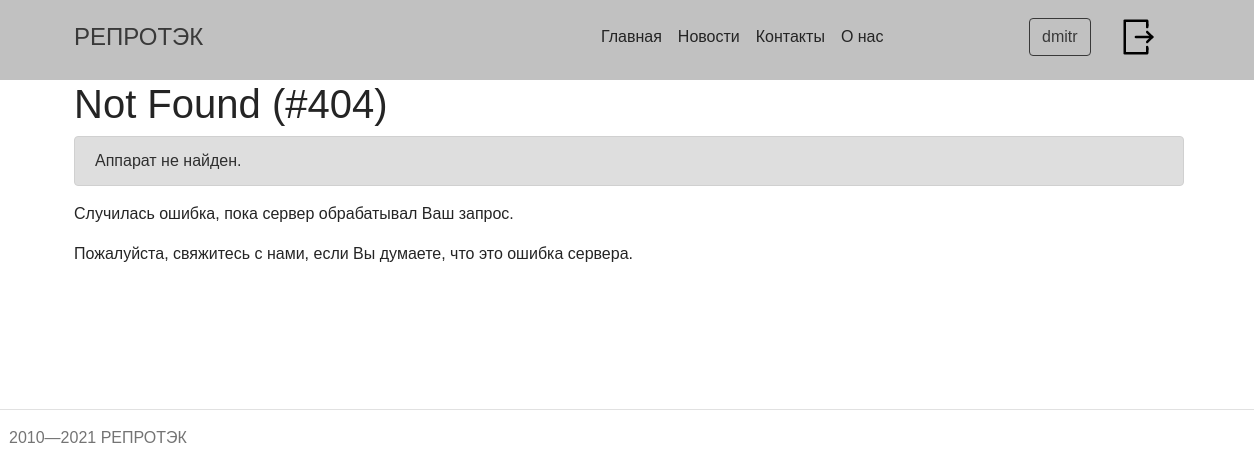 РЕПРОТЭК
Главная Новости Контакты О нас
dmitr
Not Found (#404)
Аппарат не найден.
Случилась ошибка, пока сервер обрабатывал Ваш запрос.
Пожалуйста, свяжитесь с нами, если Вы думаете, что это ошибка сервера.
2010—2021 РЕПРОТЭК